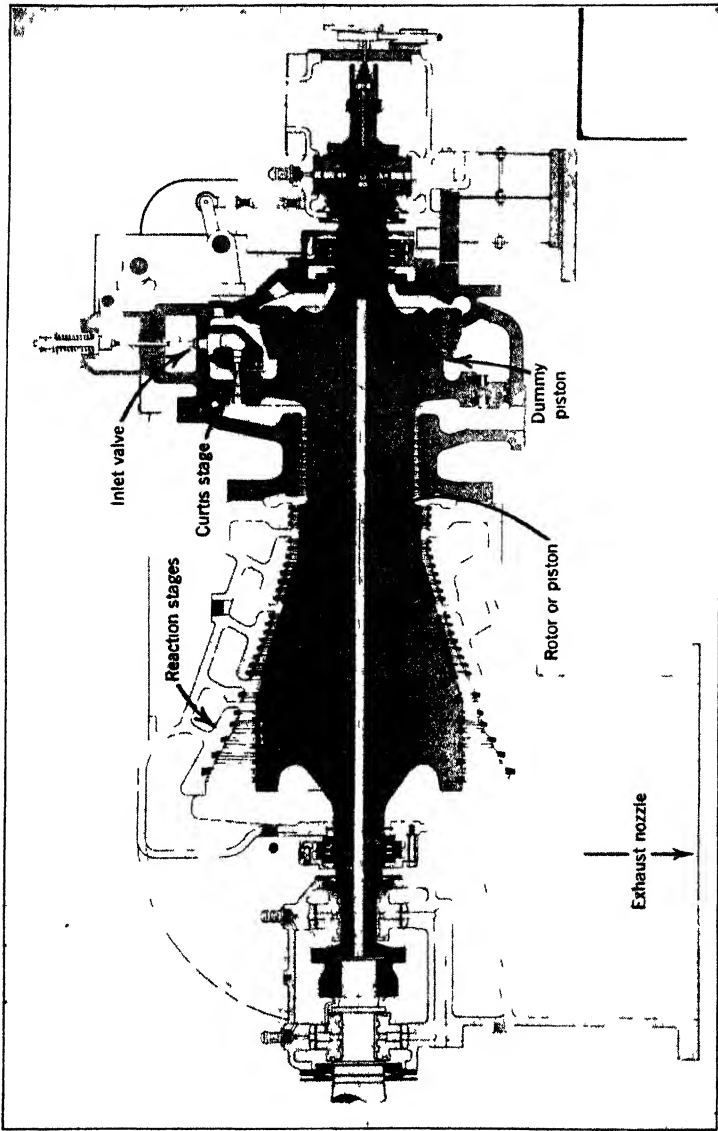 Inlet valve
Curtis stage
Reaction stages
Dummy
piston
Rotor or piston
Exhaust nozzle